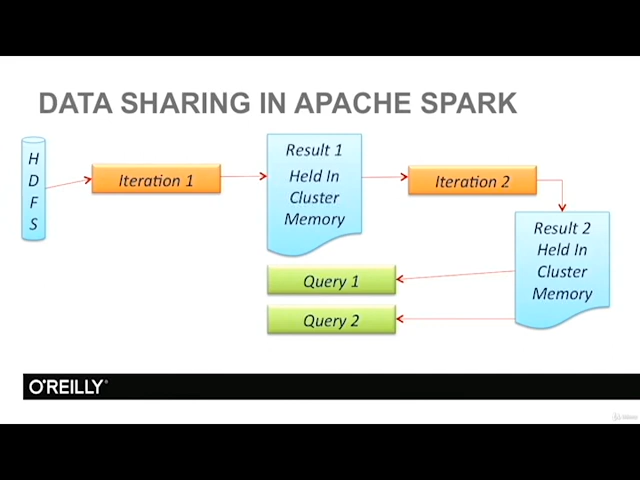 DATA SHARING IN APACHE SPARK
H
D
F
S
Iteration 1
Result 1
Held In
Cluster
Memory
Iteration 2
Result 2
Held In
Cluster
Memory
Query 1
Query 2
O'REILLY®